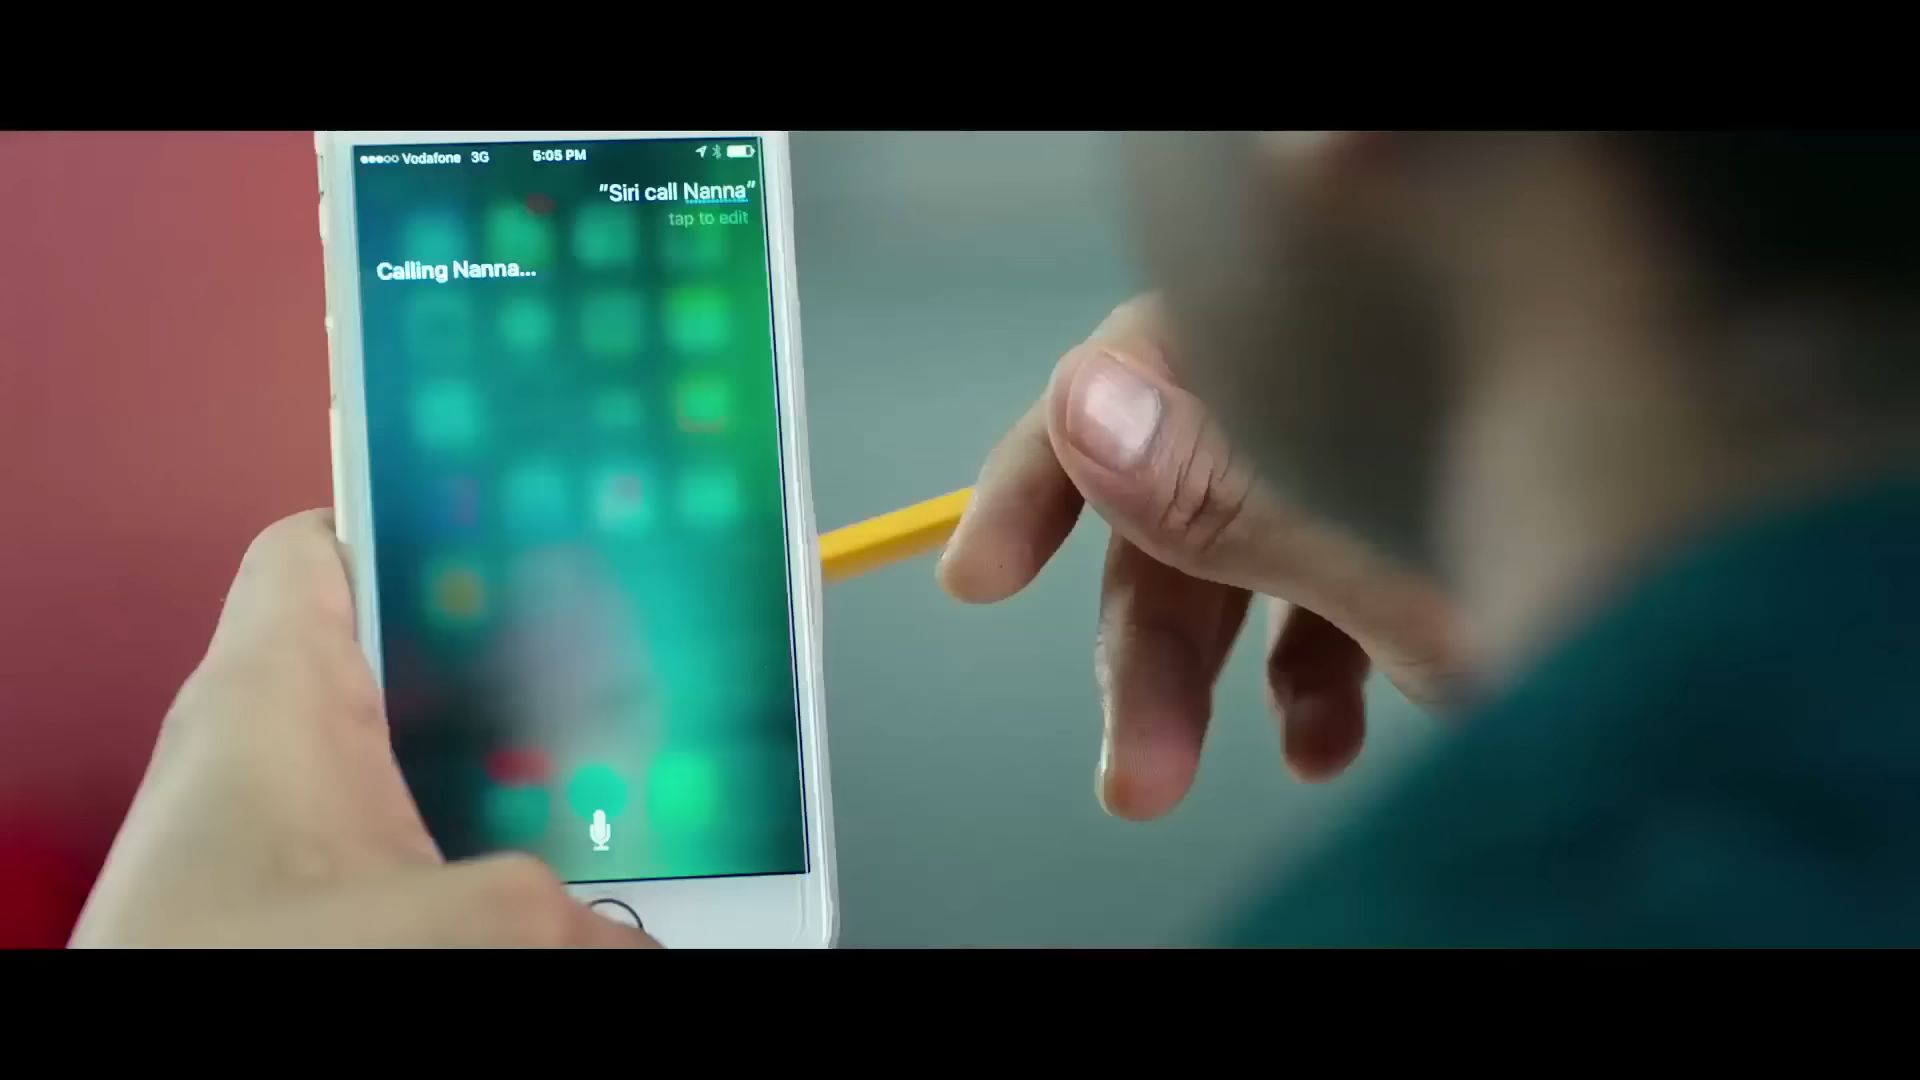 Vodafone 3G 5:05 PM
"Siri call Nanna"
tap to edit
Calling Nanna...